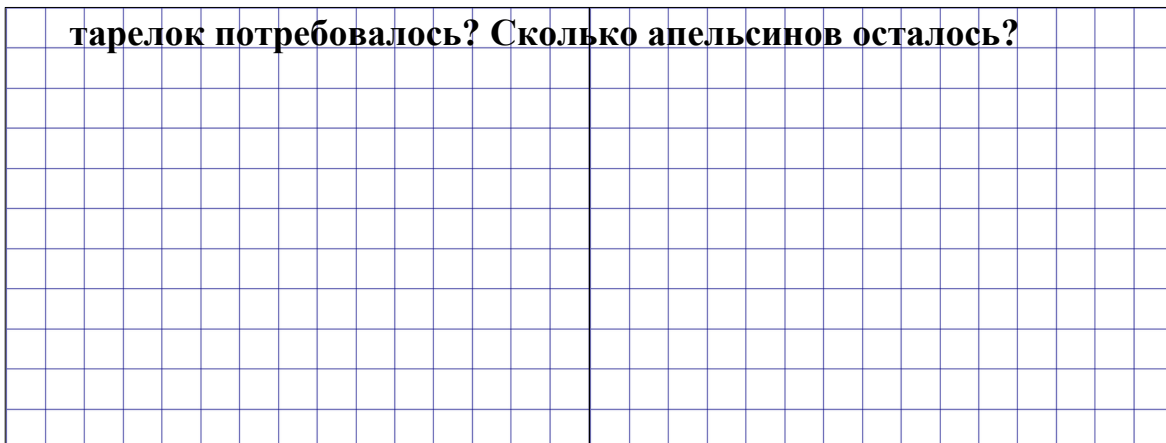 тарелок потребовалось? Сколько апельсинов осталось?